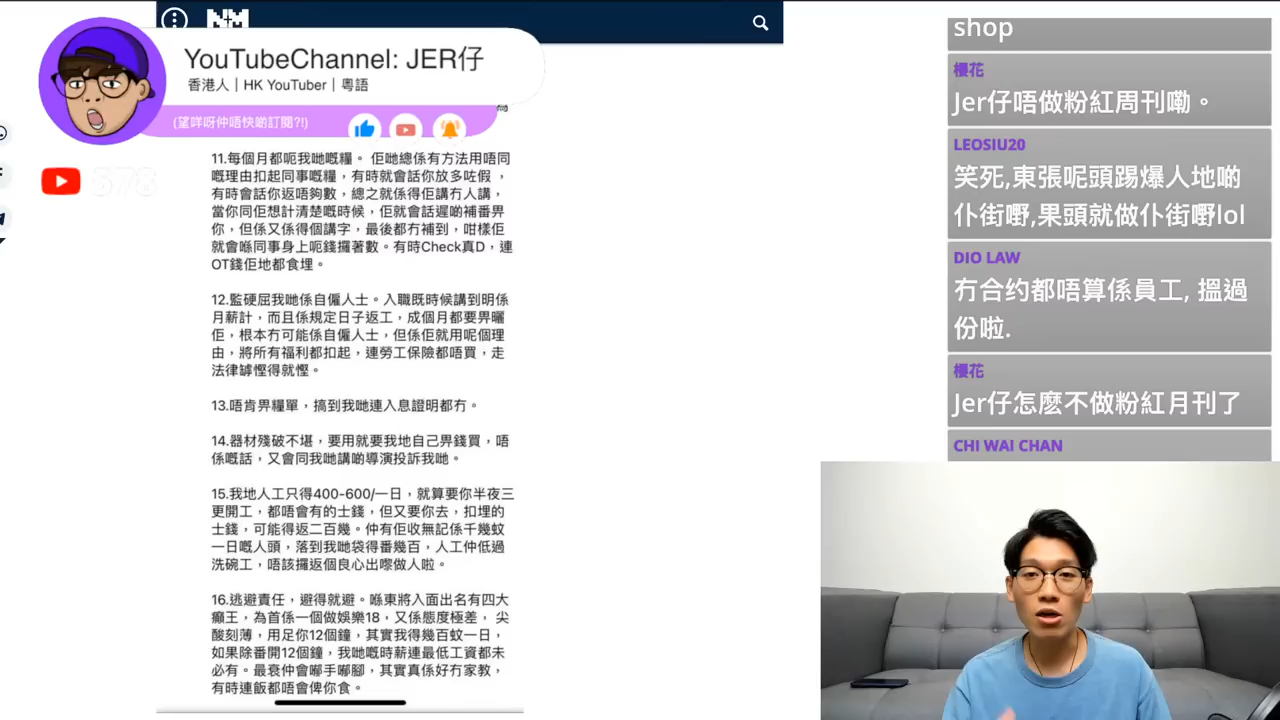 NM
YouTubeChannel: JER仔
香港人 | HK YouTuber | 粵語
(望咩呀仲唔快啲訂閱?!)
578
11.每個月都呃我哋嘅糧。 佢哋總係有方法用唔同
嘅理由扣起同事嘅糧,有時就會話你放多咗假,
有時會話你返唔夠數,總之就係得佢講冇人講,
當你同佢想計清楚嘅時候,佢就會話遲啲補番畀
你,但係又係得個講字,最後都冇補到,咁樣佢
就會喺同事身上呃錢攞著數。有時Check真D,連
OT錢佢地都食埋。
12.監硬屈我哋係自僱人士。入職既時候講到明係
月薪計,而且係規定日子返工,成個月都要畀曬
佢,根本冇可能係自僱人士,但係佢就用呢個理
由,將所有福利都扣起,連勞工保險都唔買,走
法律罅慳得就慳。
13.唔肯畀糧單,搞到我哋連入息證明都冇。
14.器材殘破不堪,要用就要我地自己畀錢買,唔
係嘅話,又會同我哋講啲導演投訴我哋。
15.我地人工只得400-600/一日,就算要你半夜三
更開工,都唔會有的士錢,但又要你去,扣埋的
士錢,可能得返二百幾。仲有佢收無記係千幾蚊
一日嘅人頭,落到我哋袋得番幾百,人工仲低過
洗碗工,唔該攞返個良心出嚟做人啦。
16.逃避責任,避得就避。喺東將入面出名有四大
癲王,為首係一個做娛樂18,又係態度極差, 尖
酸刻薄,用足你12個鐘,其實我得幾百蚊一日,
如果除番開12個鐘,我哋嘅時薪連最低工資都未
必有。最衰仲會嘟手嘟腳,其實真係好冇家教,
有時連飯都唔會俾你食。
shop
櫻花
Jer仔唔做粉紅周刊嘞。
LEOSIU20
笑死,東張呢頭踢爆人地啲
仆街嘢,果頭就做仆街嘢lol
DIO LAW
冇合约都唔算係員工, 搵過
份啦.
櫻花
Jer仔怎麼不做粉紅月刊了
CHI WAI CHAN